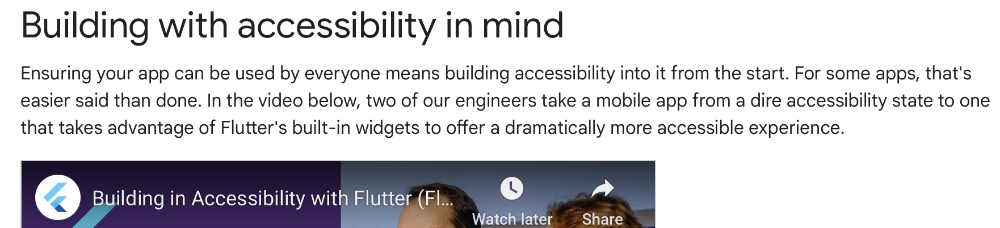 Building with accessibility in mind
Ensuring your app can be used by everyone means building accessibility into it from the start. For some apps, that's
easier said than done. In the video below, two of our engineers take a mobile app from a dire accessibility state to one
that takes advantage of Flutter's built-in widgets to offer a dramatically more accessible experience.
Building in Accessibility with Flutter (Fl...
Watch later
Share